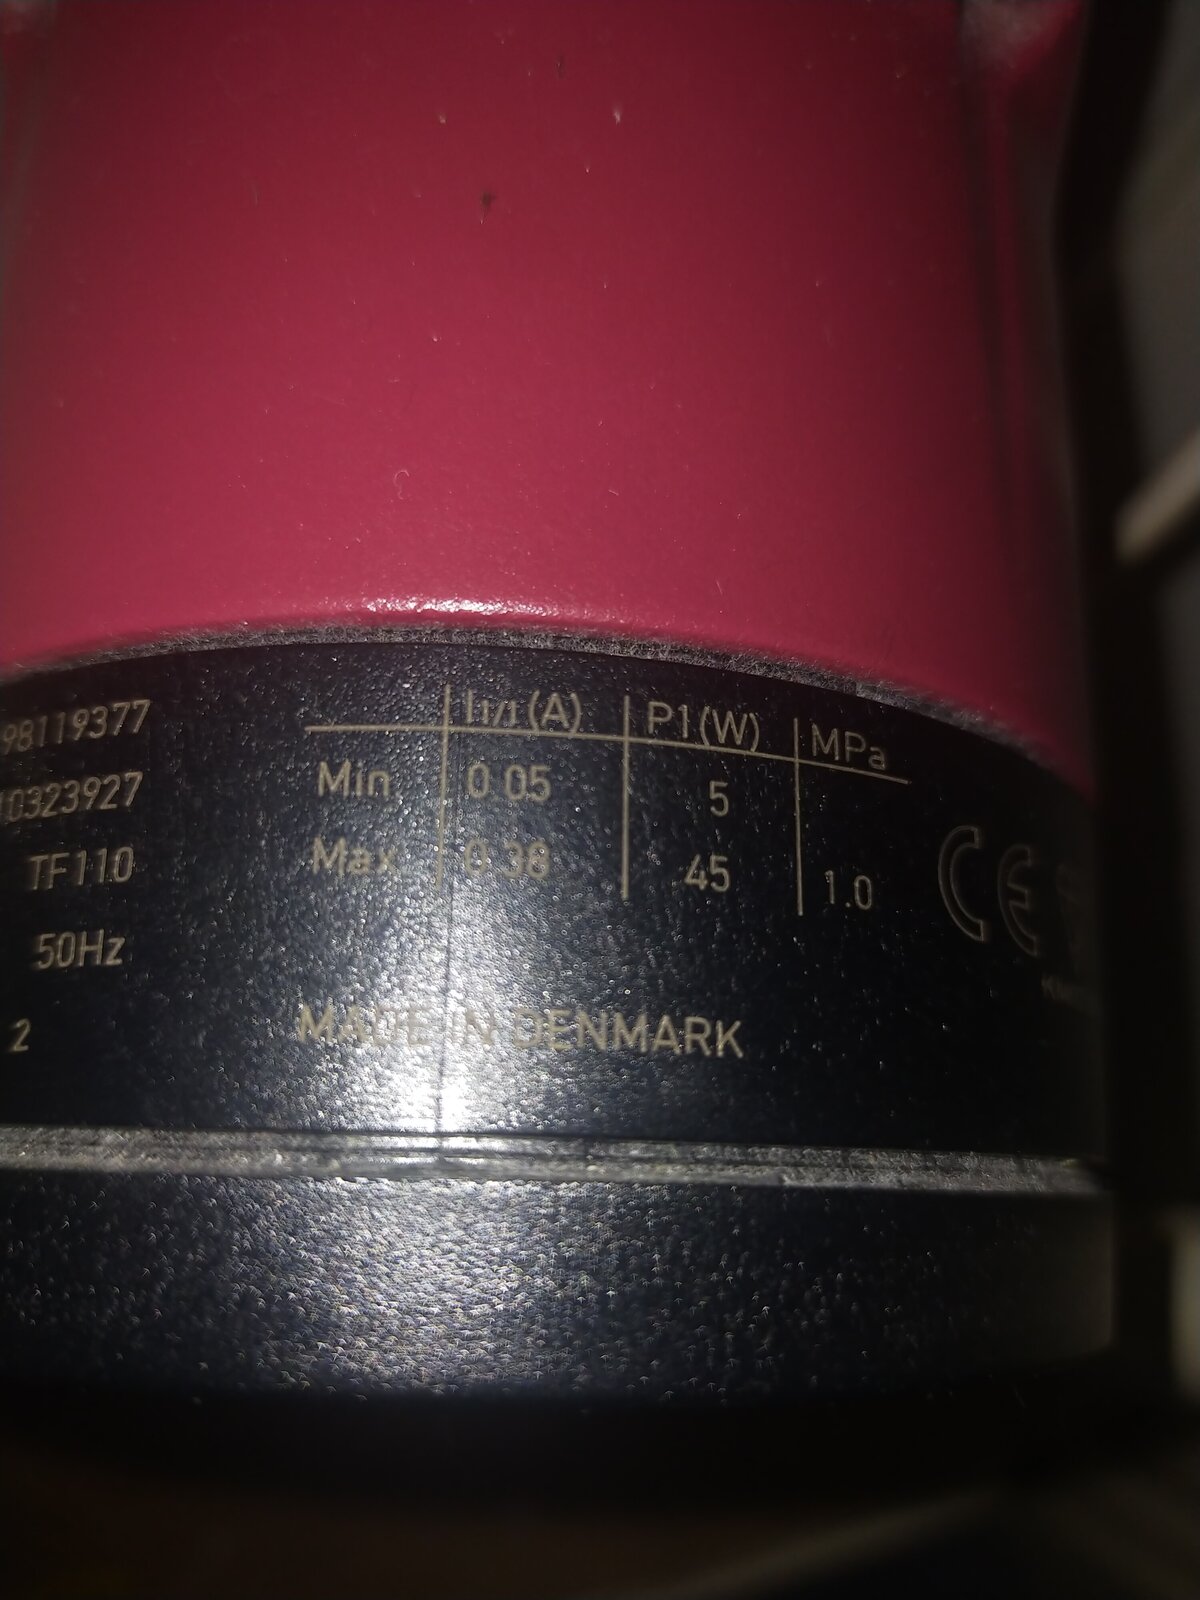 98119377
10323927
TF110
50Hz
2
I1/1(A) P1(W) MPa
Min 0.05 5
Max 0.38 45 1.0
MADE IN DENMARK
CE